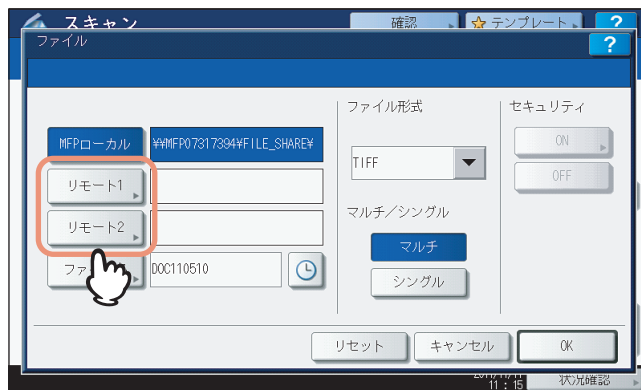 スキャン
確認
テンプレート
?
ファイル
?
ファイル形式
セキュリティ
MFPローカル
¥¥MFP07317394¥FILE_SHARE¥
ON
TIFF
リモート1
OFF
リモート2
マルチ／シングル
マルチ
DOC110510
シングル
リセット
キャンセル
OK
11:15
状況確認